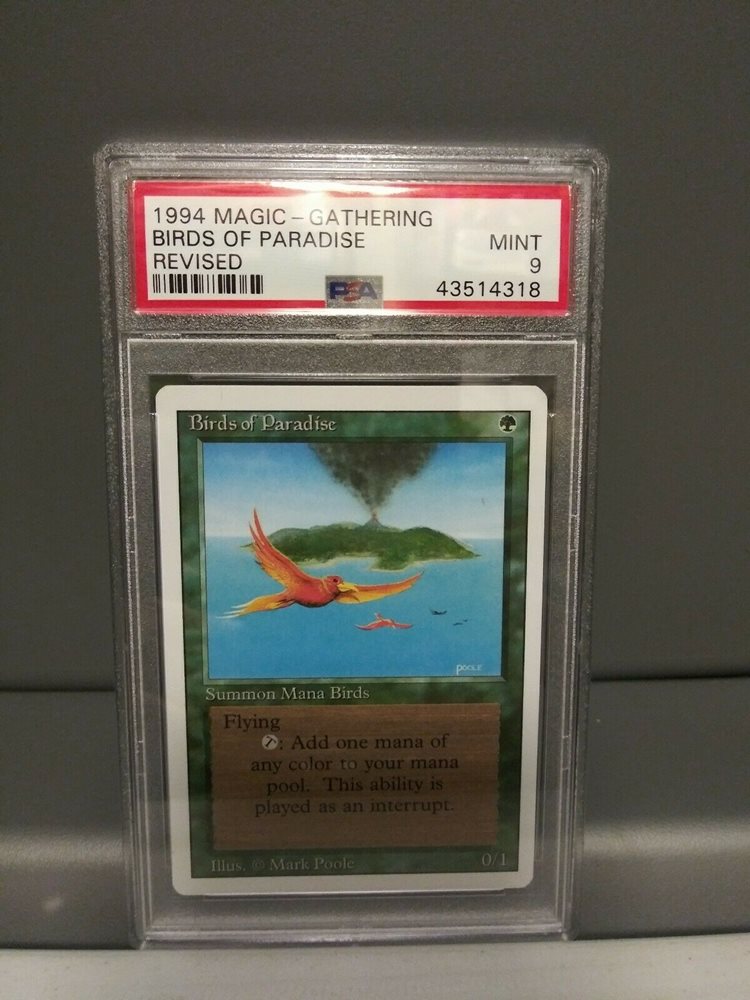 1994 MAGIC – GATHERING
BIRDS OF PARADISE MINT
REVISED 9
PSA 43514318
Birds of Paradise
POOLE
Summon Mana Birds
Flying
T: Add one mana of
any color to your mana
pool. This ability is
played as an interrupt.
Illus. © Mark Poole 0/1